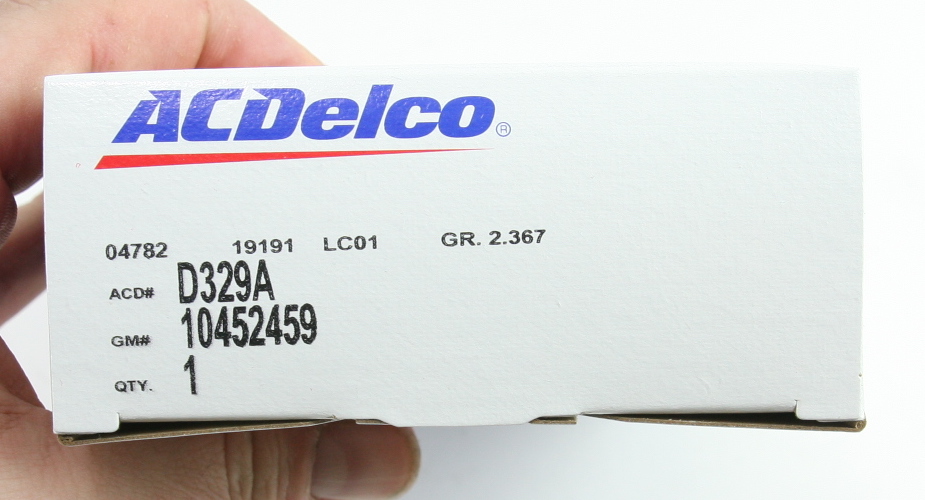 ACDelco®
04782 19191 LC01 GR. 2.367
ACD# D329A
GM# 10452459
QTY. 1